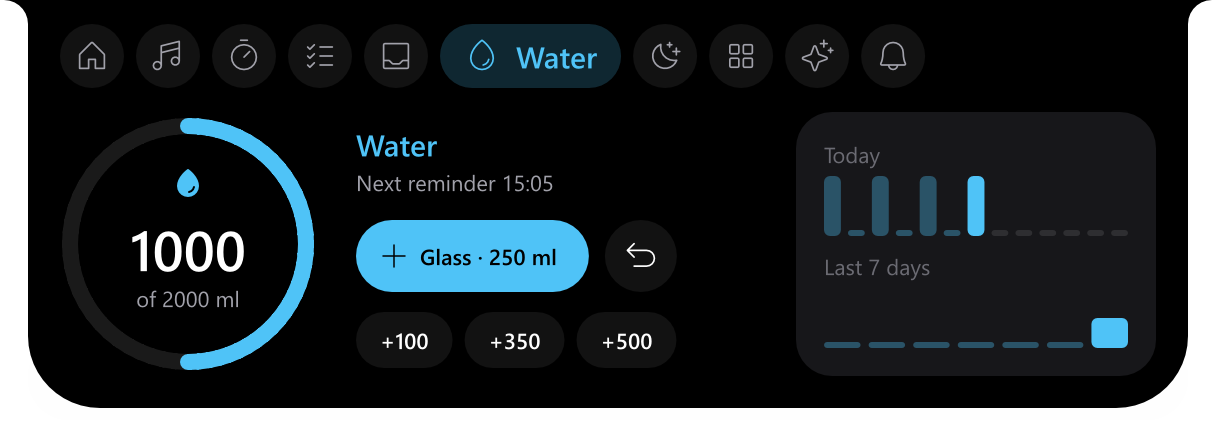 Water
Water
Next reminder 15:05
1000
of 2000 ml
Glass · 250 ml
+100
+350
+500
Today
Last 7 days